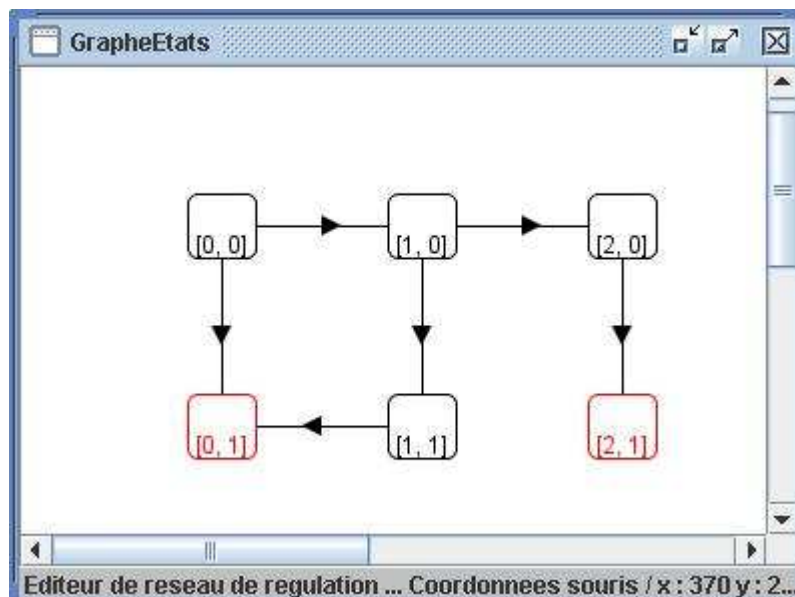 GrapheEtats
[0, 0] [1, 0] [2, 0]
[0, 1] [1, 1] [2, 1]
Editeur de reseau de regulation ... Coordonnees souris / x : 370 y : 2...